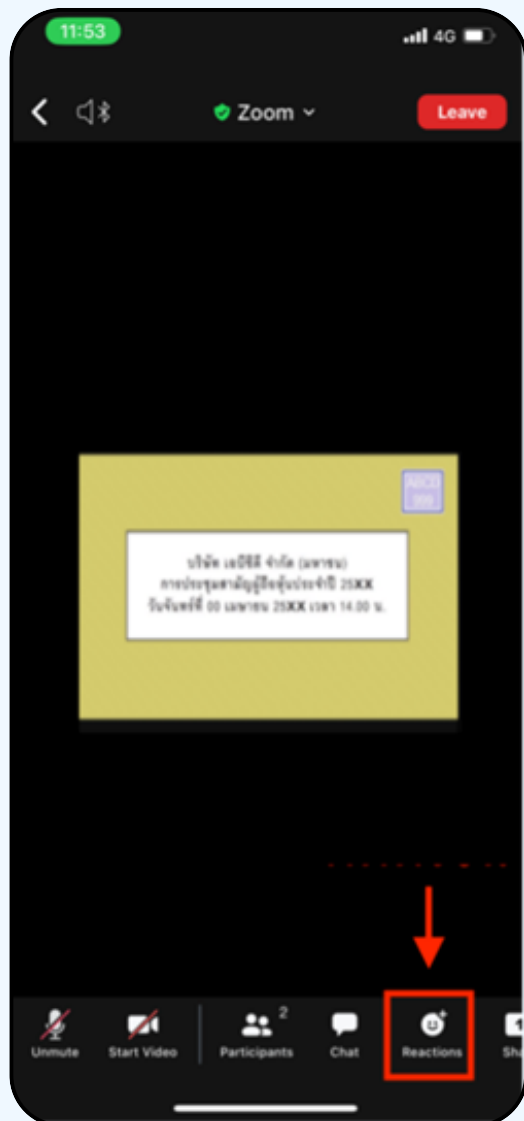 11:53
4G
Zoom
Leave
ABCD
999
บริษัท เอบีซีดี จำกัด (มหาชน)
การประชุมสามัญผู้ถือหุ้นประจำปี 25XX
วันจันทร์ที่ 00 เมษายน 25XX เวลา 14.00 น.
2
Unmute
Start Video
Participants
Chat
Reactions
Sh